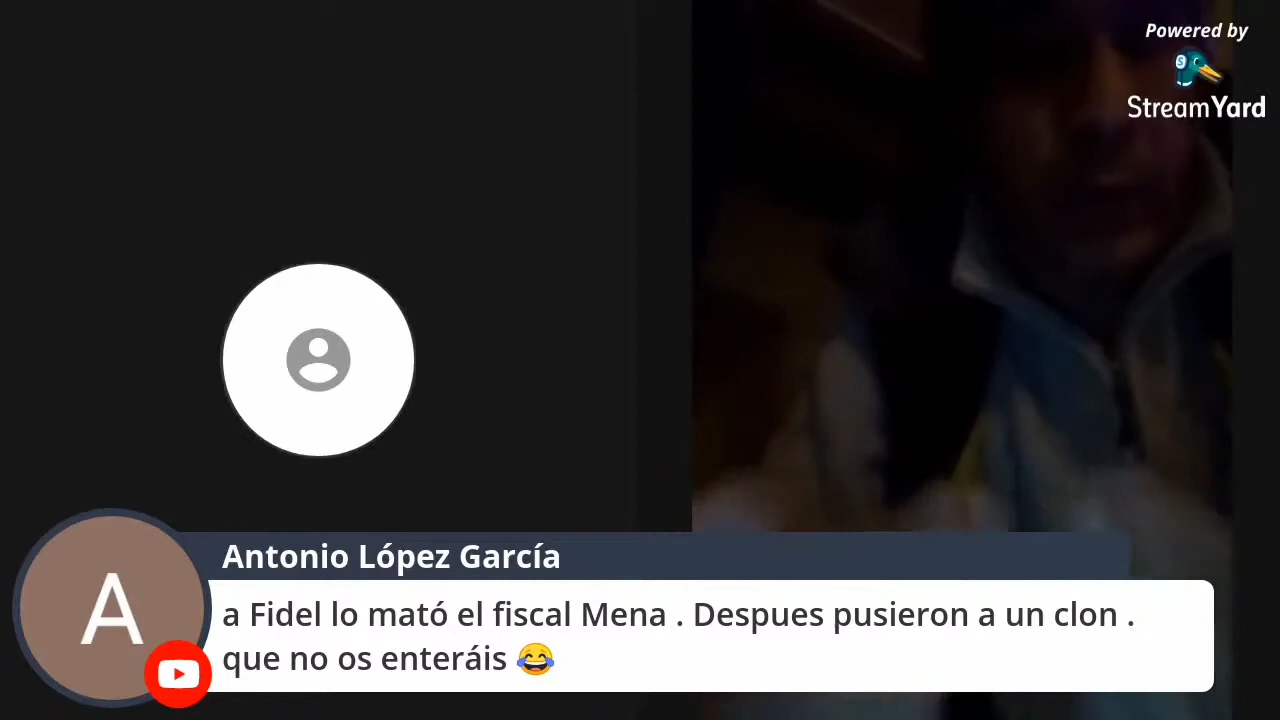 Powered by
StreamYard
Antonio López García
A
a Fidel lo mató el fiscal Mena . Despues pusieron a un clon .
que no os enteráis 😂